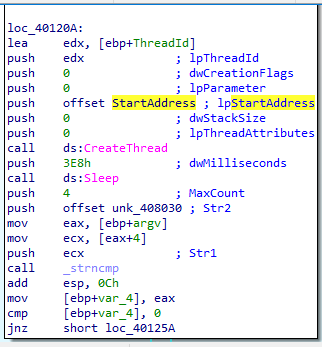 loc_40120A:
lea     edx, [ebp+ThreadId]
push    edx             ; lpThreadId
push    0               ; dwCreationFlags
push    0               ; lpParameter
push    offset StartAddress ; lpStartAddress
push    0               ; dwStackSize
push    0               ; lpThreadAttributes
call    ds:CreateThread
push    3E8h            ; dwMilliseconds
call    ds:Sleep
push    4               ; MaxCount
push    offset unk_408030 ; Str2
mov     eax, [ebp+argv]
mov     ecx, [eax+4]
push    ecx             ; Str1
call    _strncmp
add     esp, 0Ch
mov     [ebp+var_4], eax
cmp     [ebp+var_4], 0
jnz     short loc_40125A